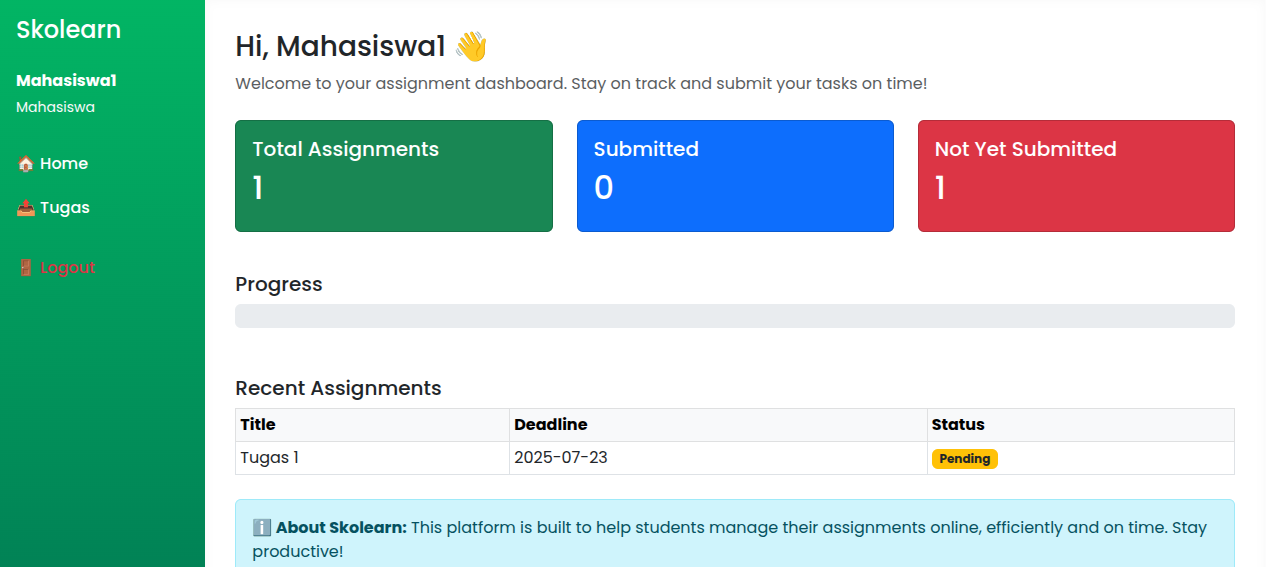 Skolearn
Mahasiswa1
Mahasiswa
🏠 Home
📤 Tugas
🚪 Logout
Hi, Mahasiswa1 👋
Welcome to your assignment dashboard. Stay on track and submit your tasks on time!
Total Assignments
1
Submitted
0
Not Yet Submitted
1
Progress
Recent Assignments
Title Deadline Status
Tugas 1 2025-07-23 Pending
ℹ️ About Skolearn: This platform is built to help students manage their assignments online, efficiently and on time. Stay
productive!